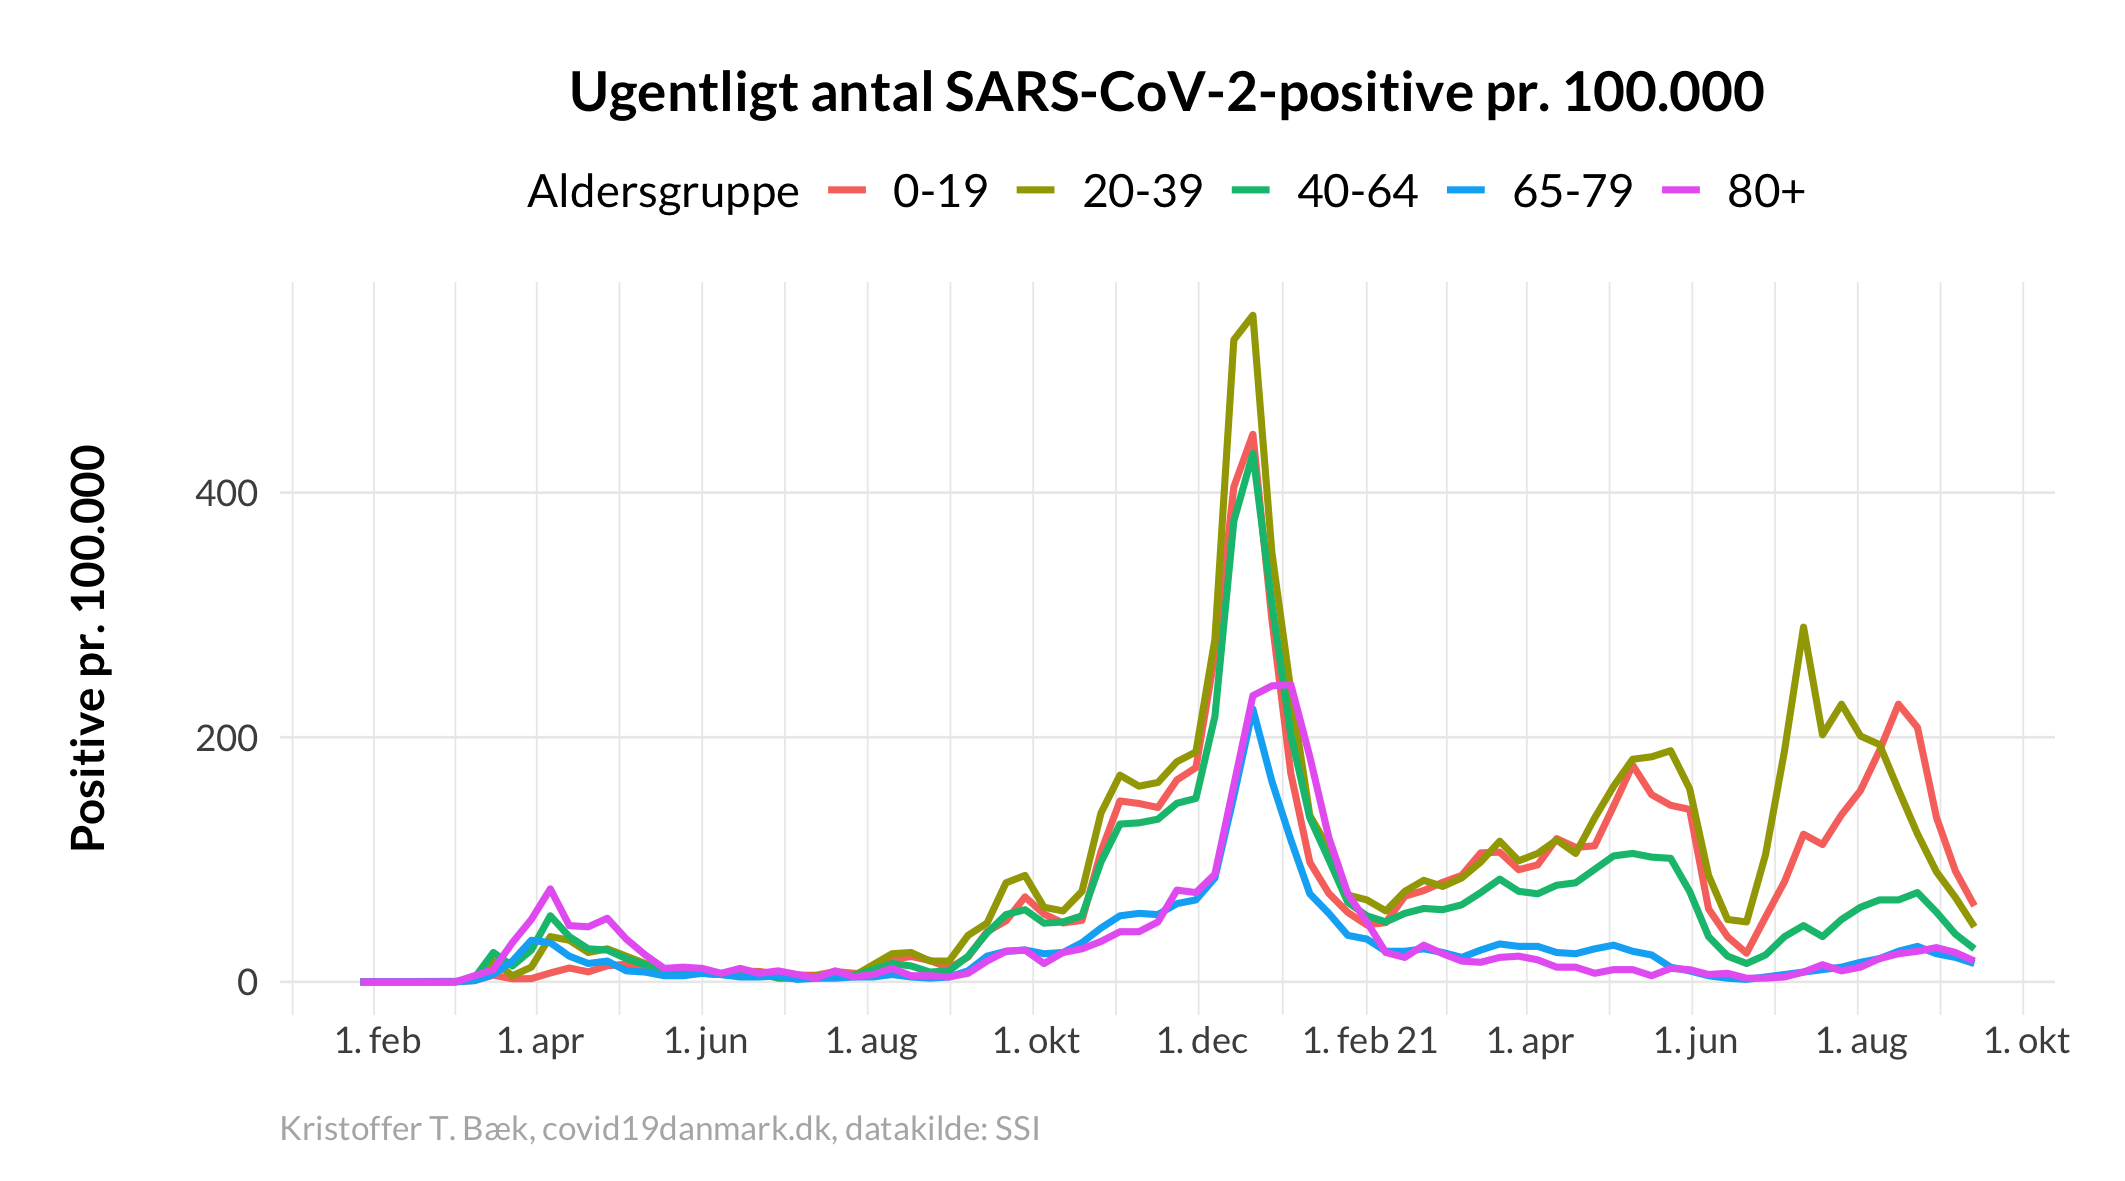 Ugentligt antal SARS-CoV-2-positive pr. 100.000
Aldersgruppe 0-19 20-39 40-64 65-79 80+
Positive pr. 100.000
400
200
0
1. feb 1. apr 1. jun 1. aug 1. okt 1. dec 1. feb 21 1. apr 1. jun 1. aug 1. okt
Kristoffer T. Bæk, covid19danmark.dk, datakilde: SSI